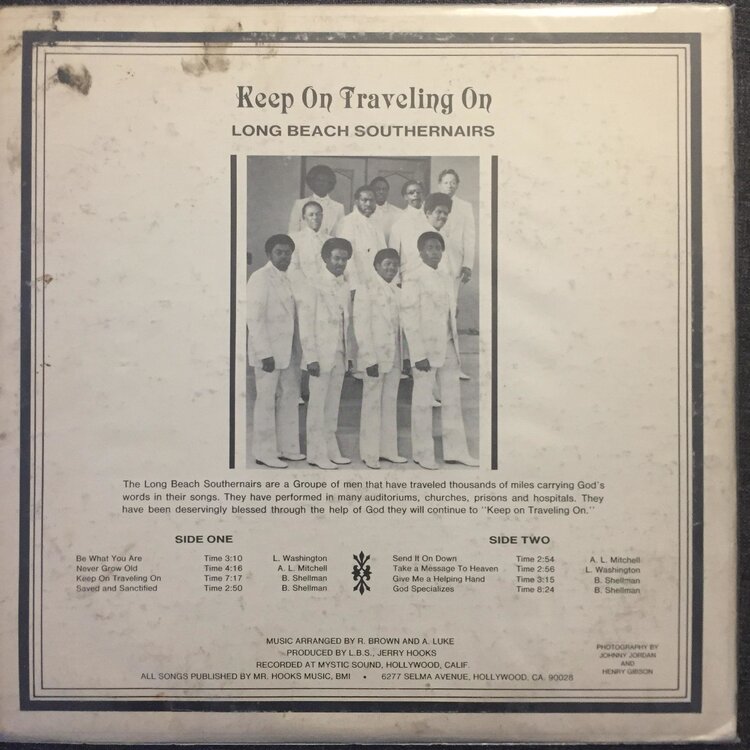 Keep On Traveling On
LONG BEACH SOUTHERNAIRS
The Long Beach Southernairs are a Groupe of men that have traveled thousands of miles carrying God's
words in their songs. They have performed in many auditoriums, churches, prisons and hospitals. They
have been deservingly blessed through the help of God they will continue to "Keep on Traveling On."
SIDE ONE
Be What You Are Time 3:10 L. Washington
Never Grow Old Time 4:16 A. L. Mitchell
Keep On Traveling On Time 7:17 B. Shellman
Saved and Sanctified Time 2:50 B. Shellman
SIDE TWO
Send It On Down Time 2:54 A. L. Mitchell
Take a Message To Heaven Time 2:56 L. Washington
Give Me a Helping Hand Time 3:15 B. Shellman
God Specializes Time 8:24 B. Shellman
MUSIC ARRANGED BY R. BROWN AND A. LUKE
PRODUCED BY L.B.S., JERRY HOOKS
RECORDED AT MYSTIC SOUND, HOLLYWOOD, CALIF.
ALL SONGS PUBLISHED BY MR. HOOKS MUSIC, BMI • 6277 SELMA AVENUE, HOLLYWOOD, CA. 90028
PHOTOGRAPHY BY
JOHNNY JORDAN
AND
HENRY GIBSON